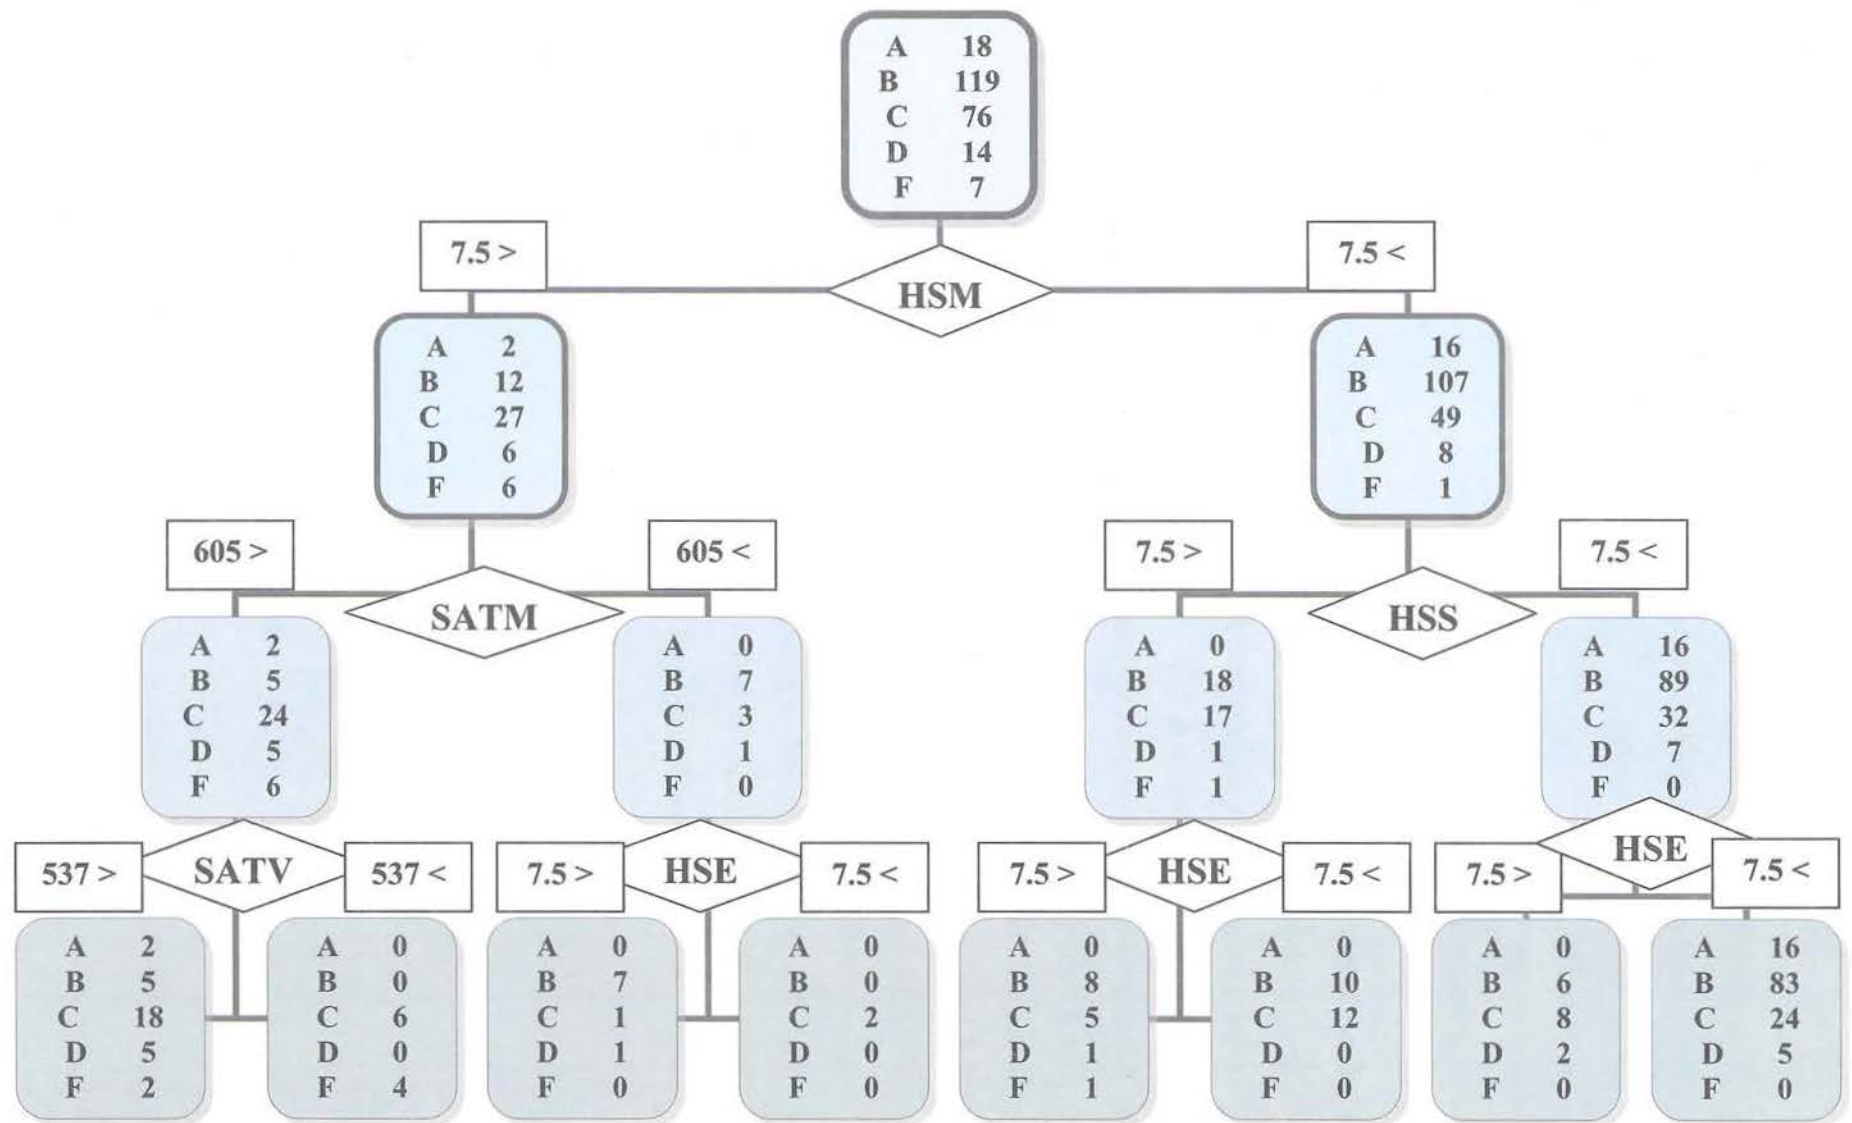 A 18
B 119
C 76
D 14
F 7
7.5 >
HSM
7.5 <
A 2
B 12
C 27
D 6
F 6
A 16
B 107
C 49
D 8
F 1
605 >
SATM
605 <
7.5 >
HSS
7.5 <
A 2
B 5
C 24
D 5
F 6
A 0
B 7
C 3
D 1
F 0
A 0
B 18
C 17
D 1
F 1
A 16
B 89
C 32
D 7
F 0
537 >
SATV
537 <
7.5 >
HSE
7.5 <
7.5 >
HSE
7.5 <
7.5 >
HSE
7.5 <
A 2
B 5
C 18
D 5
F 2
A 0
B 0
C 6
D 0
F 4
A 0
B 7
C 1
D 1
F 0
A 0
B 0
C 2
D 0
F 0
A 0
B 8
C 5
D 1
F 1
A 0
B 10
C 12
D 0
F 0
A 0
B 6
C 8
D 2
F 0
A 16
B 83
C 24
D 5
F 0